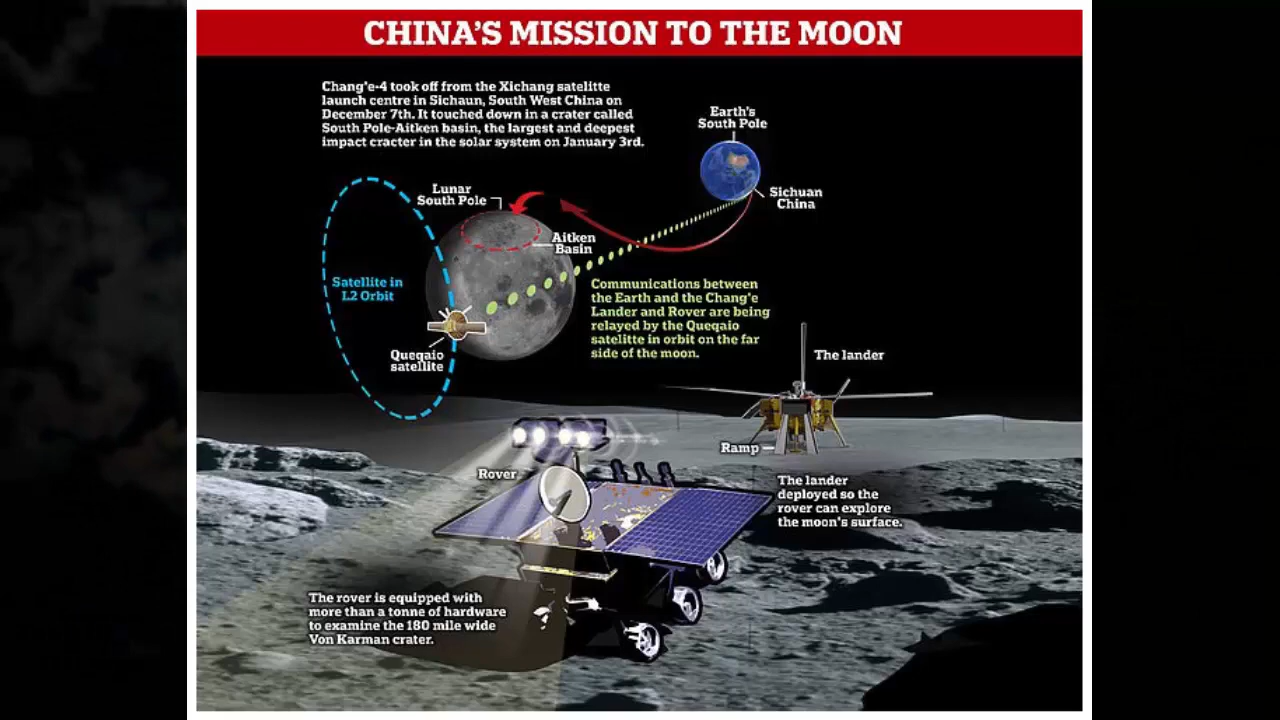 CHINA'S MISSION TO THE MOON
Chang'e-4 took off from the Xichang satelitte
launch centre in Sichaun, South West China on
December 7th. It touched down in a crater called
South Pole-Aitken basin, the largest and deepest
impact cracter in the solar system on January 3rd.
Earth's
South Pole
Sichuan
China
Lunar
South Pole
Aitken
Basin
Satellite in
L2 Orbit
Communications between
the Earth and the Chang'e
Lander and Rover are being
relayed by the Queqaio
satelitte in orbit on the far
side of the moon.
Queqaio
satellite
The lander
Ramp
Rover
The lander
deployed so the
rover can explore
the moon's surface.
The rover is equipped with
more than a tonne of hardware
to examine the 180 mile wide
Von Karman crater.